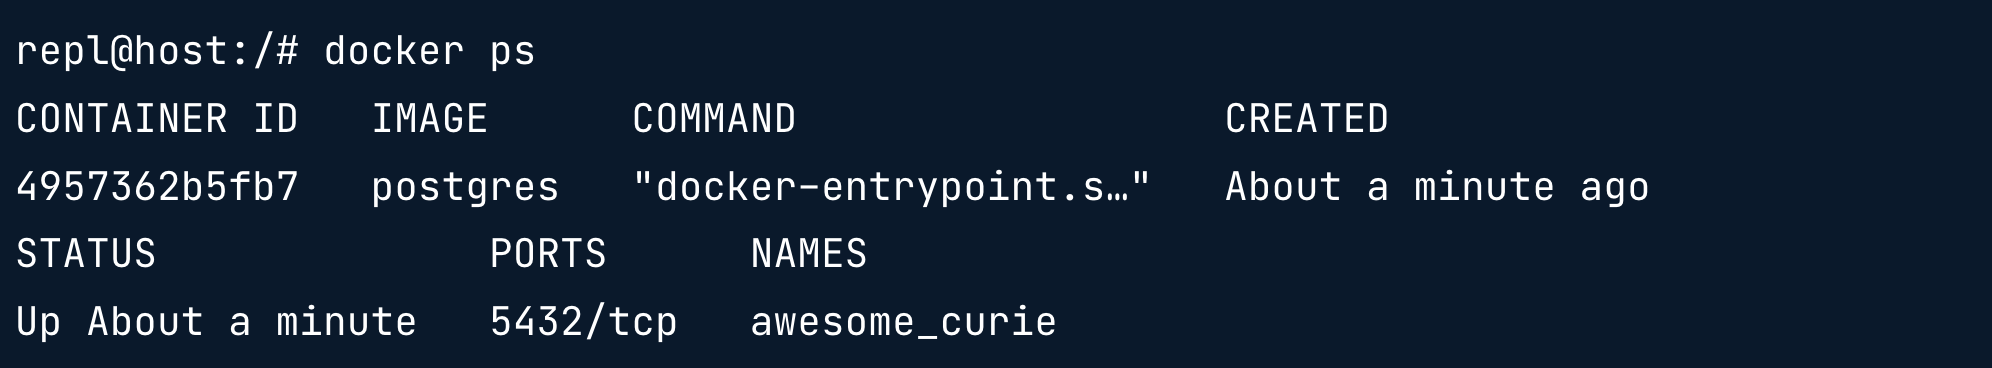 repl@host:/# docker ps
CONTAINER ID   IMAGE      COMMAND                  CREATED
4957362b5fb7   postgres   "docker-entrypoint.s…"   About a minute ago
STATUS              PORTS      NAMES
Up About a minute   5432/tcp   awesome_curie